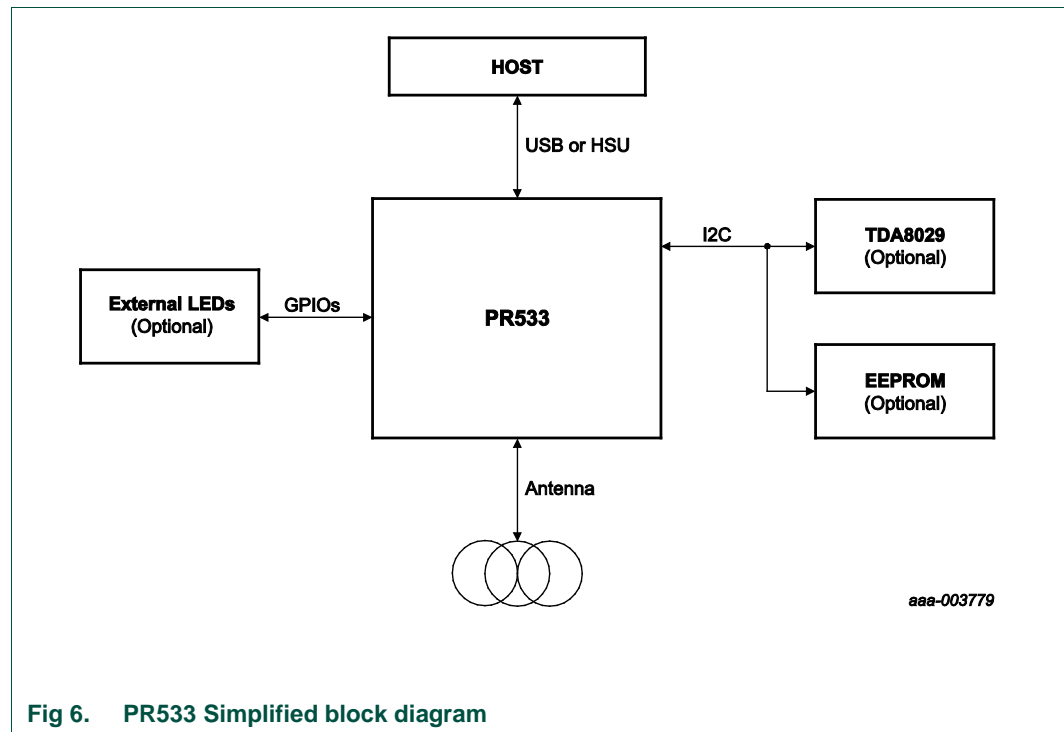 HOST
USB or HSU
I2C
TDA8029
(Optional)
External LEDs
(Optional)
GPIOs
PR533
EEPROM
(Optional)
Antenna
aaa-003779
Fig 6. PR533 Simplified block diagram